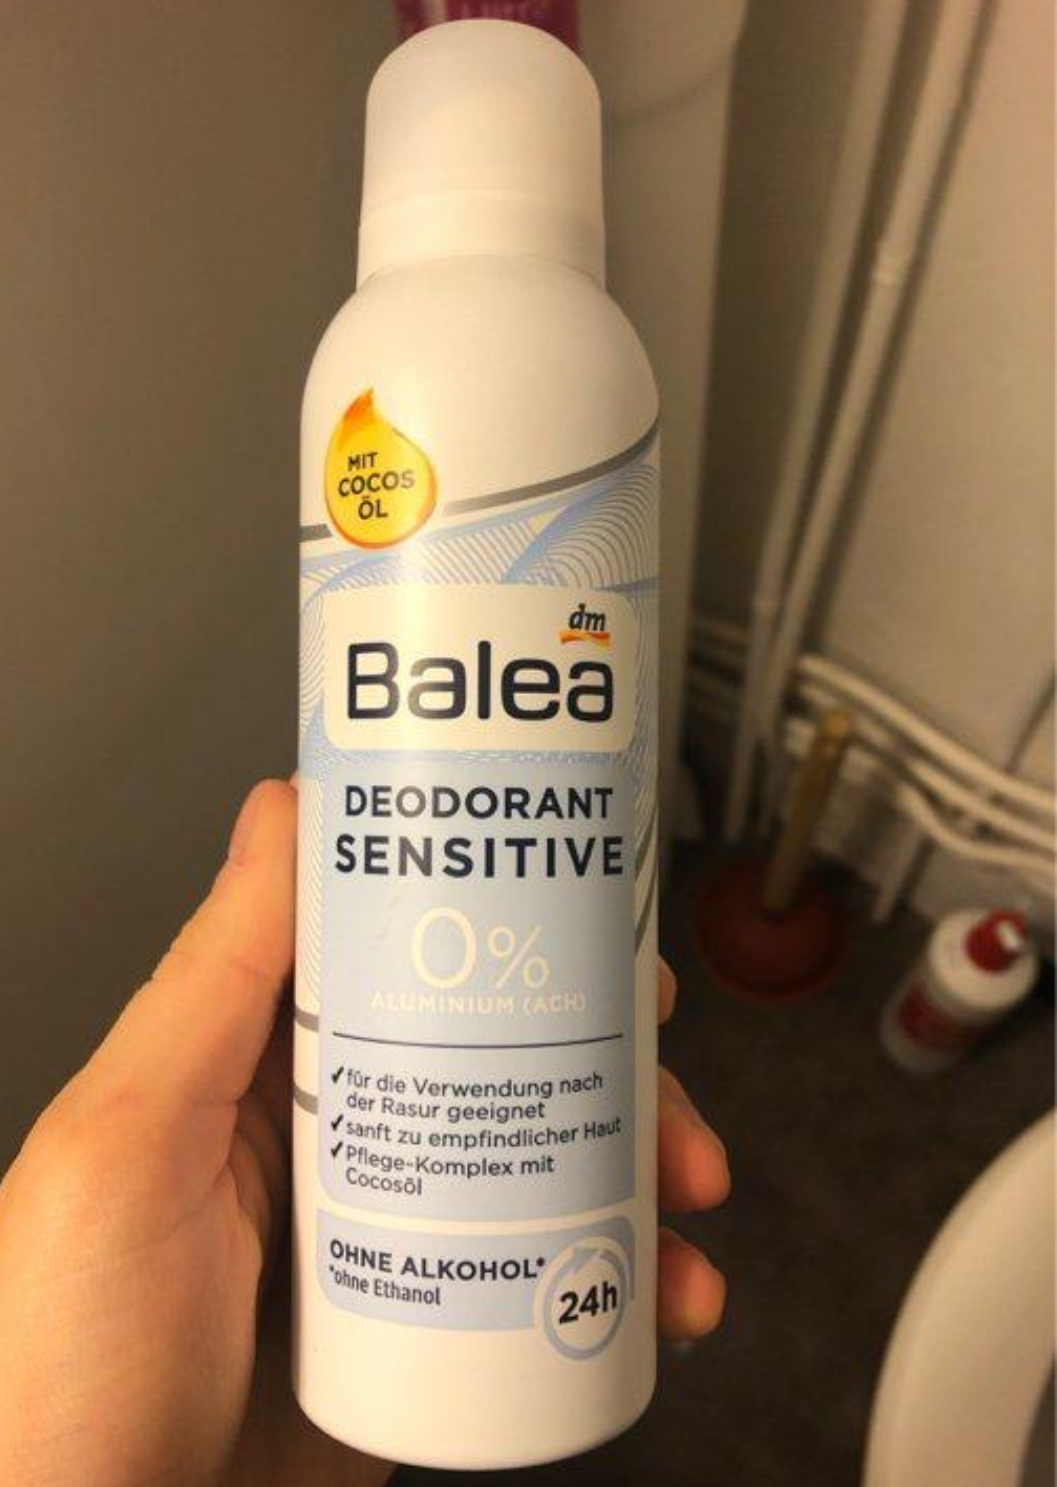 MIT
COCOS
ÖL
dm
Balea
DEODORANT
SENSITIVE
0%
ALUMINIUM (ACH)
✓ für die Verwendung nach
der Rasur geeignet
✓ sanft zu empfindlicher Haut
✓ Pflege-Komplex mit
Cocosöl
OHNE ALKOHOL*
*ohne Ethanol
24h